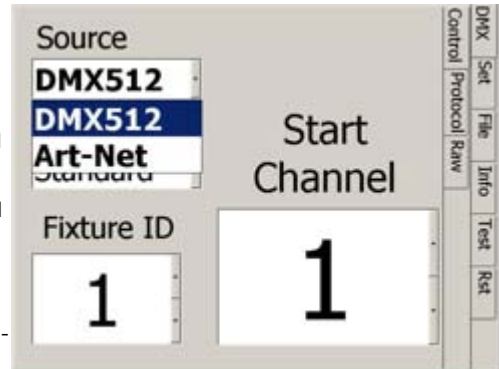 Source
DMX512
DMX512
Art-Net
Standard
Start
Channel
Fixture ID
1
1
Control Protocol Raw
DMX Set File Info Test Rst